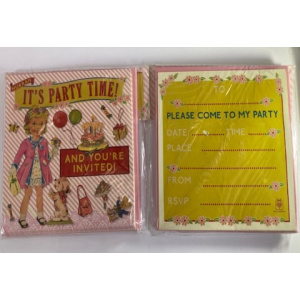 IT'S PARTY TIME!
AND YOU'RE
INVITED!
TO
PLEASE COME TO MY PARTY
DATE TIME
PLACE
FROM
RSVP